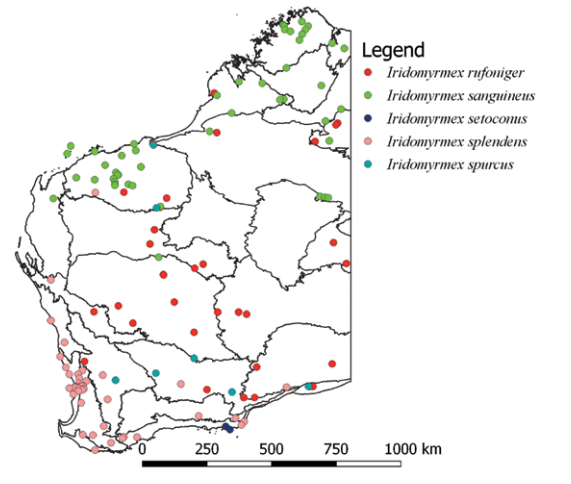 Legend
Iridomyrmex rufoniger
Iridomyrmex sanguineus
Iridomyrmex setoconus
Iridomyrmex splendens
Iridomyrmex spurcus
0 250 500 750 1000 km